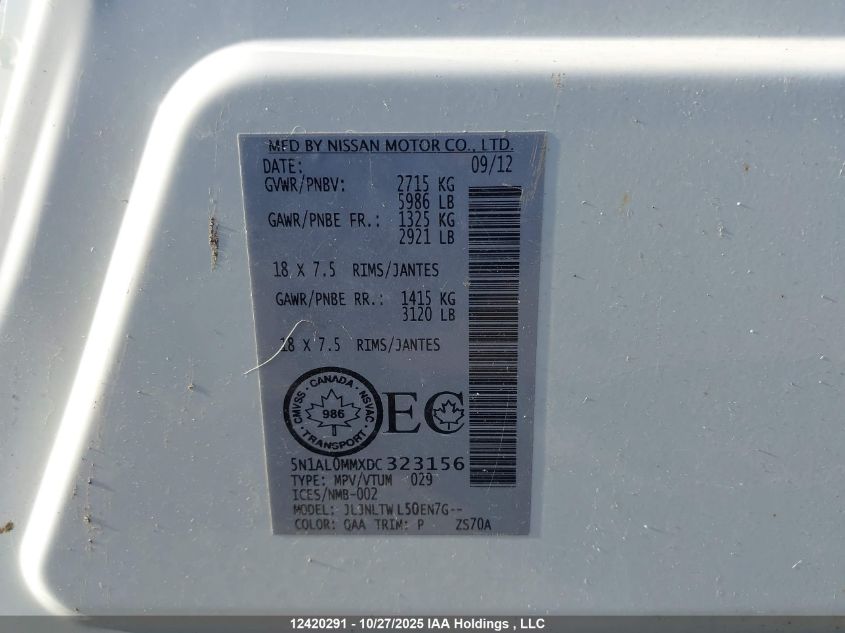 MFD BY NISSAN MOTOR CO., LTD.
DATE: 09/12
GVWR/PNBV: 2715 KG
5986 LB
GAWR/PNBE FR.: 1325 KG
2921 LB
18 X 7.5 RIMS/JANTES
GAWR/PNBE RR.: 1415 KG
3120 LB
18 X 7.5 RIMS/JANTES
CMVSS · CANADA · NSVAC
986
· TRANSPORT ·
EC
5N1AL0MMXDC323156
TYPE: MPV/VTUM 029
ICES/NMB-002
MODEL: JLJNLTW L50EN7G--
COLOR: QAA TRIM: P ZS70A
12420291 - 10/27/2025 IAA Holdings , LLC